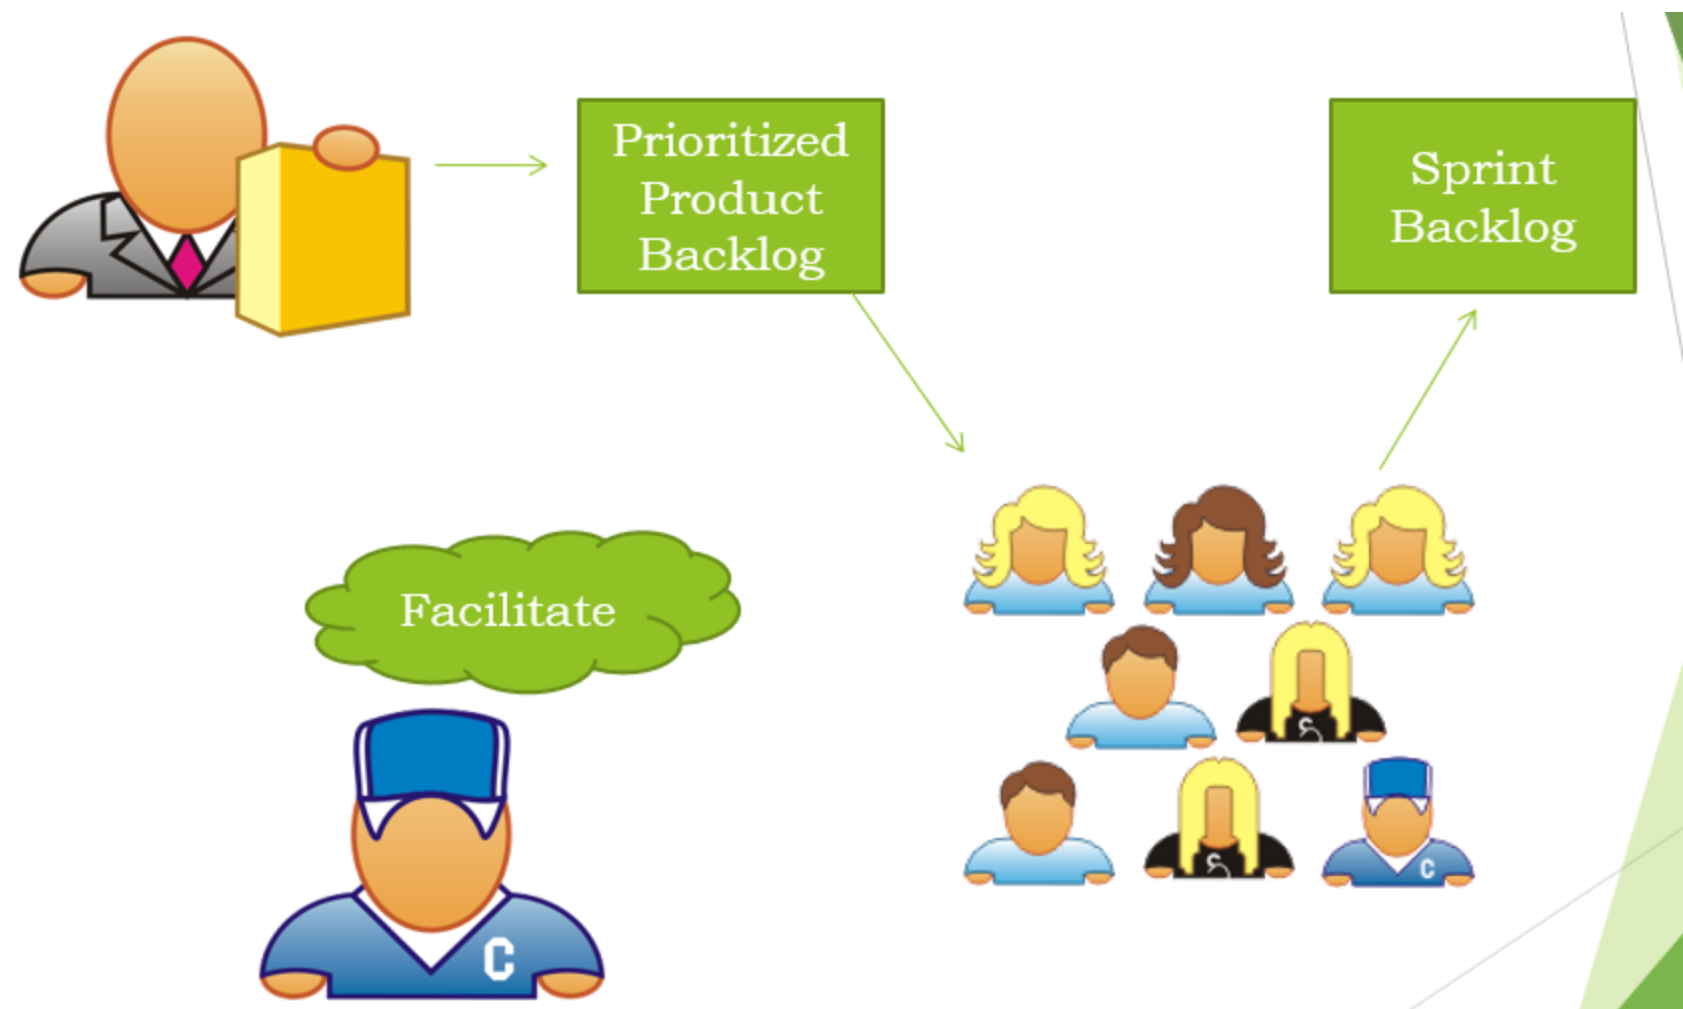 Prioritized
Product
Backlog
Sprint
Backlog
Facilitate
C
C